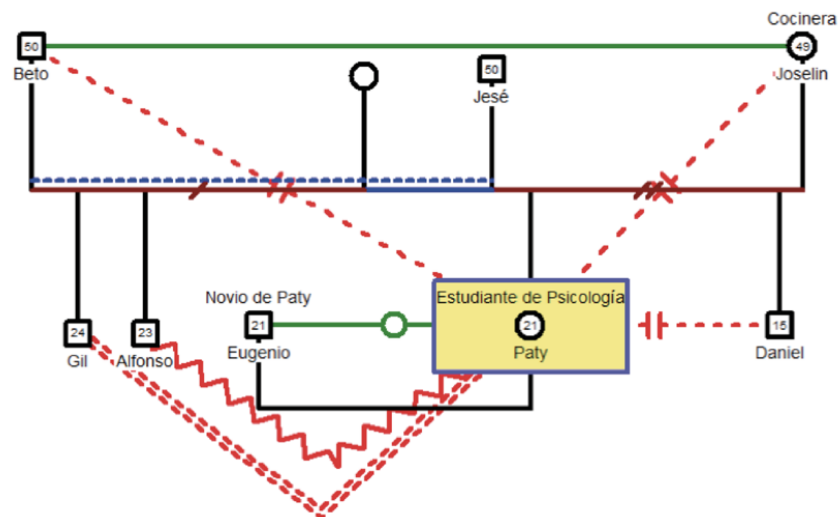 Cocinera
50
49
Beto
50
Joselin
Jesé
Novio de Paty
Estudiante de Psicología
24
23
21
21
15
Gil
Alfonso
Eugenio
Paty
Daniel